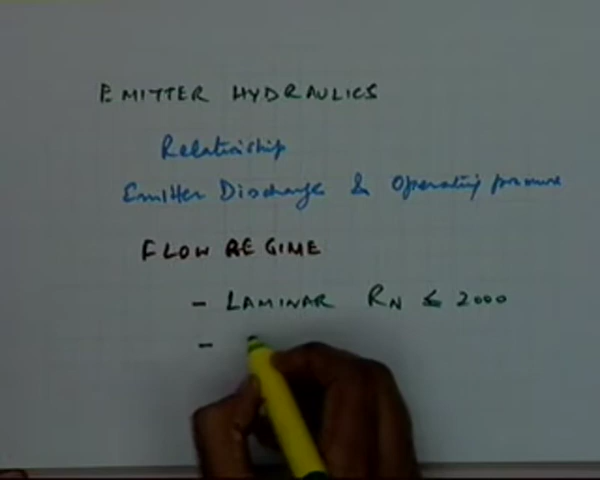 EMITTER HYDRAULICS
Relationship
Emitter Discharge & Operating pressure
FLOW REGIME
- LAMINAR RN ≤ 2000
-